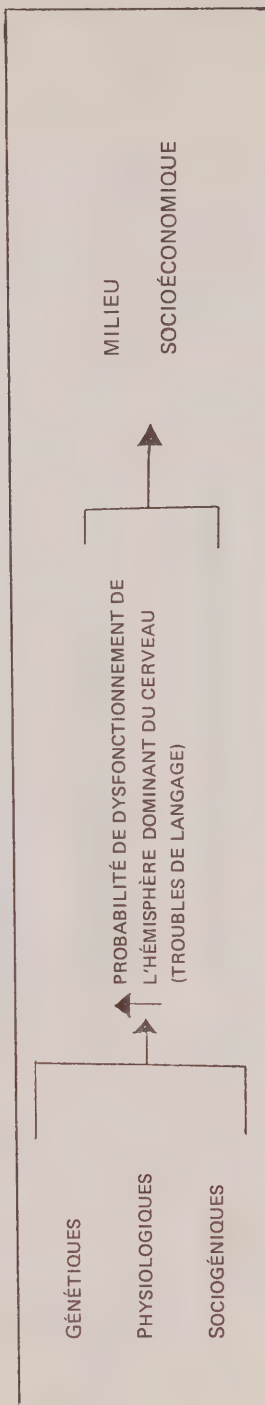 GÉNÉTIQUES
PHYSIOLOGIQUES
SOCIOGÉNIQUES
PROBABILITÉ DE DYSFONCTIONNEMENT DE
L'HÉMISPHÈRE DOMINANT DU CERVEAU
(TROUBLES DE LANGAGE)
MILIEU
SOCIOÉCONOMIQUE